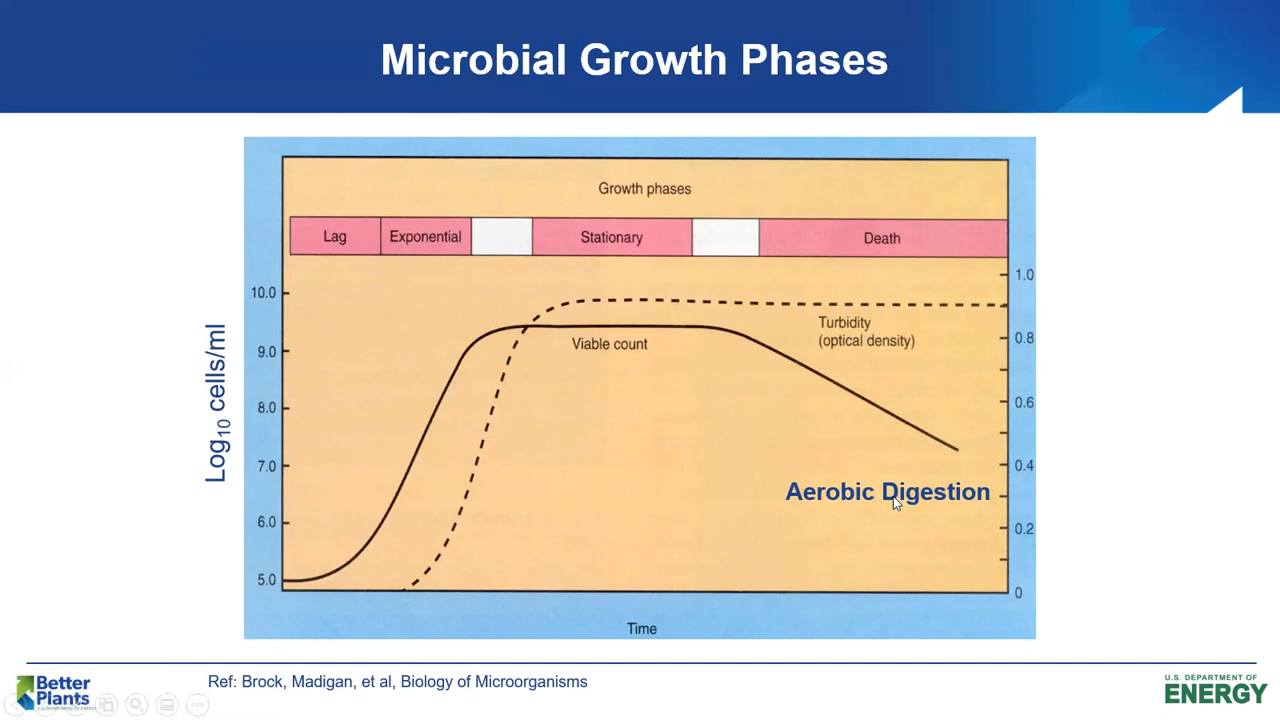 Microbial Growth Phases
Growth phases
Lag
Exponential
Stationary
Death
10.0
9.0
8.0
7.0
6.0
5.0
Log10 cells/ml
1.0
0.8
0.6
0.4
0.2
0
Viable count
Turbidity
(optical density)
Aerobic Digestion
Time
Ref: Brock, Madigan, et al, Biology of Microorganisms
Better
Plants
U.S. DEPARTMENT OF
ENERGY